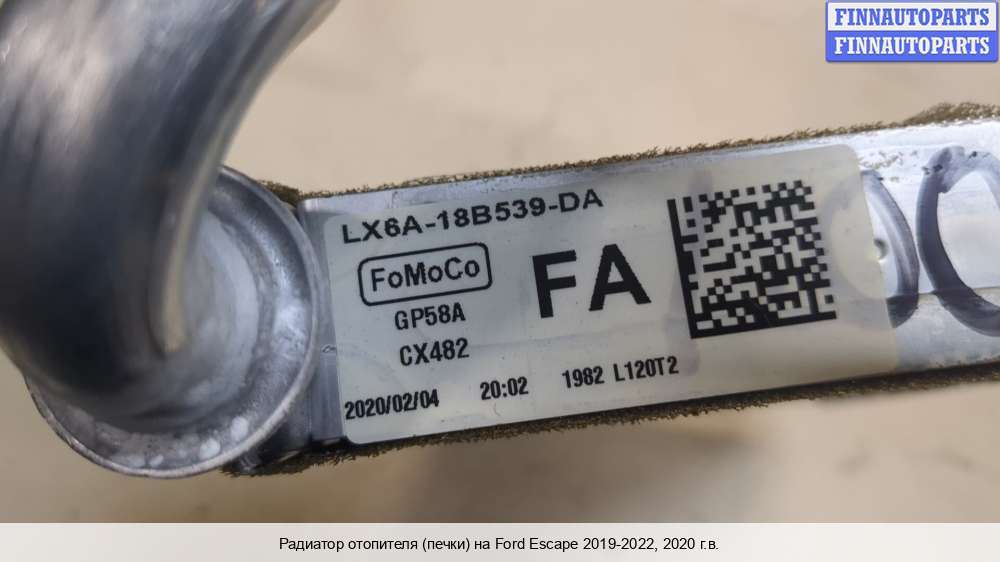 FINNAUTOPARTS
FINNAUTOPARTS
LX6A-18B539-DA
FoMoCo
FA
GP58A
CX482
2020/02/04 20:02 1982 L120T2
Радиатор отопителя (печки) на Ford Escape 2019-2022, 2020 г.в.